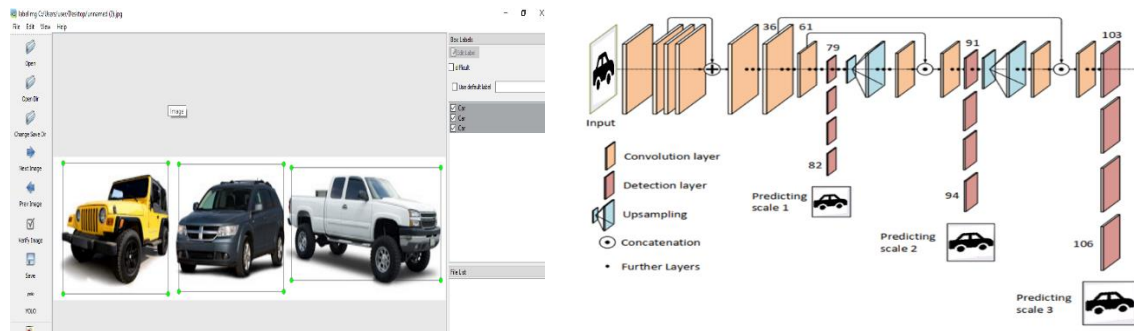 labelImg C:/Users/user/Desktop/unnamed (2).jpg
File Edit View Help
Open
Open Dir
Change Save Dir
Next Image
Prev Image
Verify Image
Save
YOLO
Image
Box Labels
Edit Label
difficult
Use default label
Car
Car
Car
File List
36 61
79
91
103
Input
Convolution layer
Detection layer
Upsampling
Concatenation
Further Layers
82
Predicting
scale 1
94
Predicting
scale 2
106
Predicting
scale 3